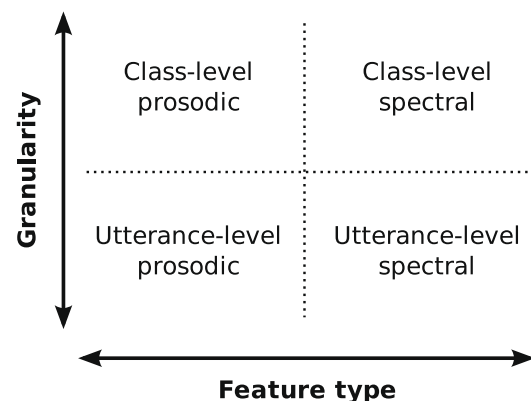 Class-level
prosodic
Class-level
spectral
Granularity
Utterance-level
prosodic
Utterance-level
spectral
Feature type